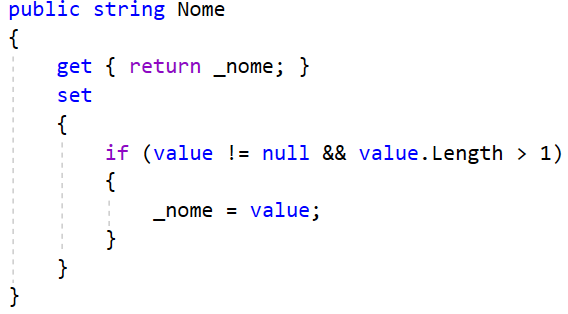 public string Nome
{
    get { return _nome; }
    set
    {
        if (value != null && value.Length > 1)
        {
            _nome = value;
        }
    }
}